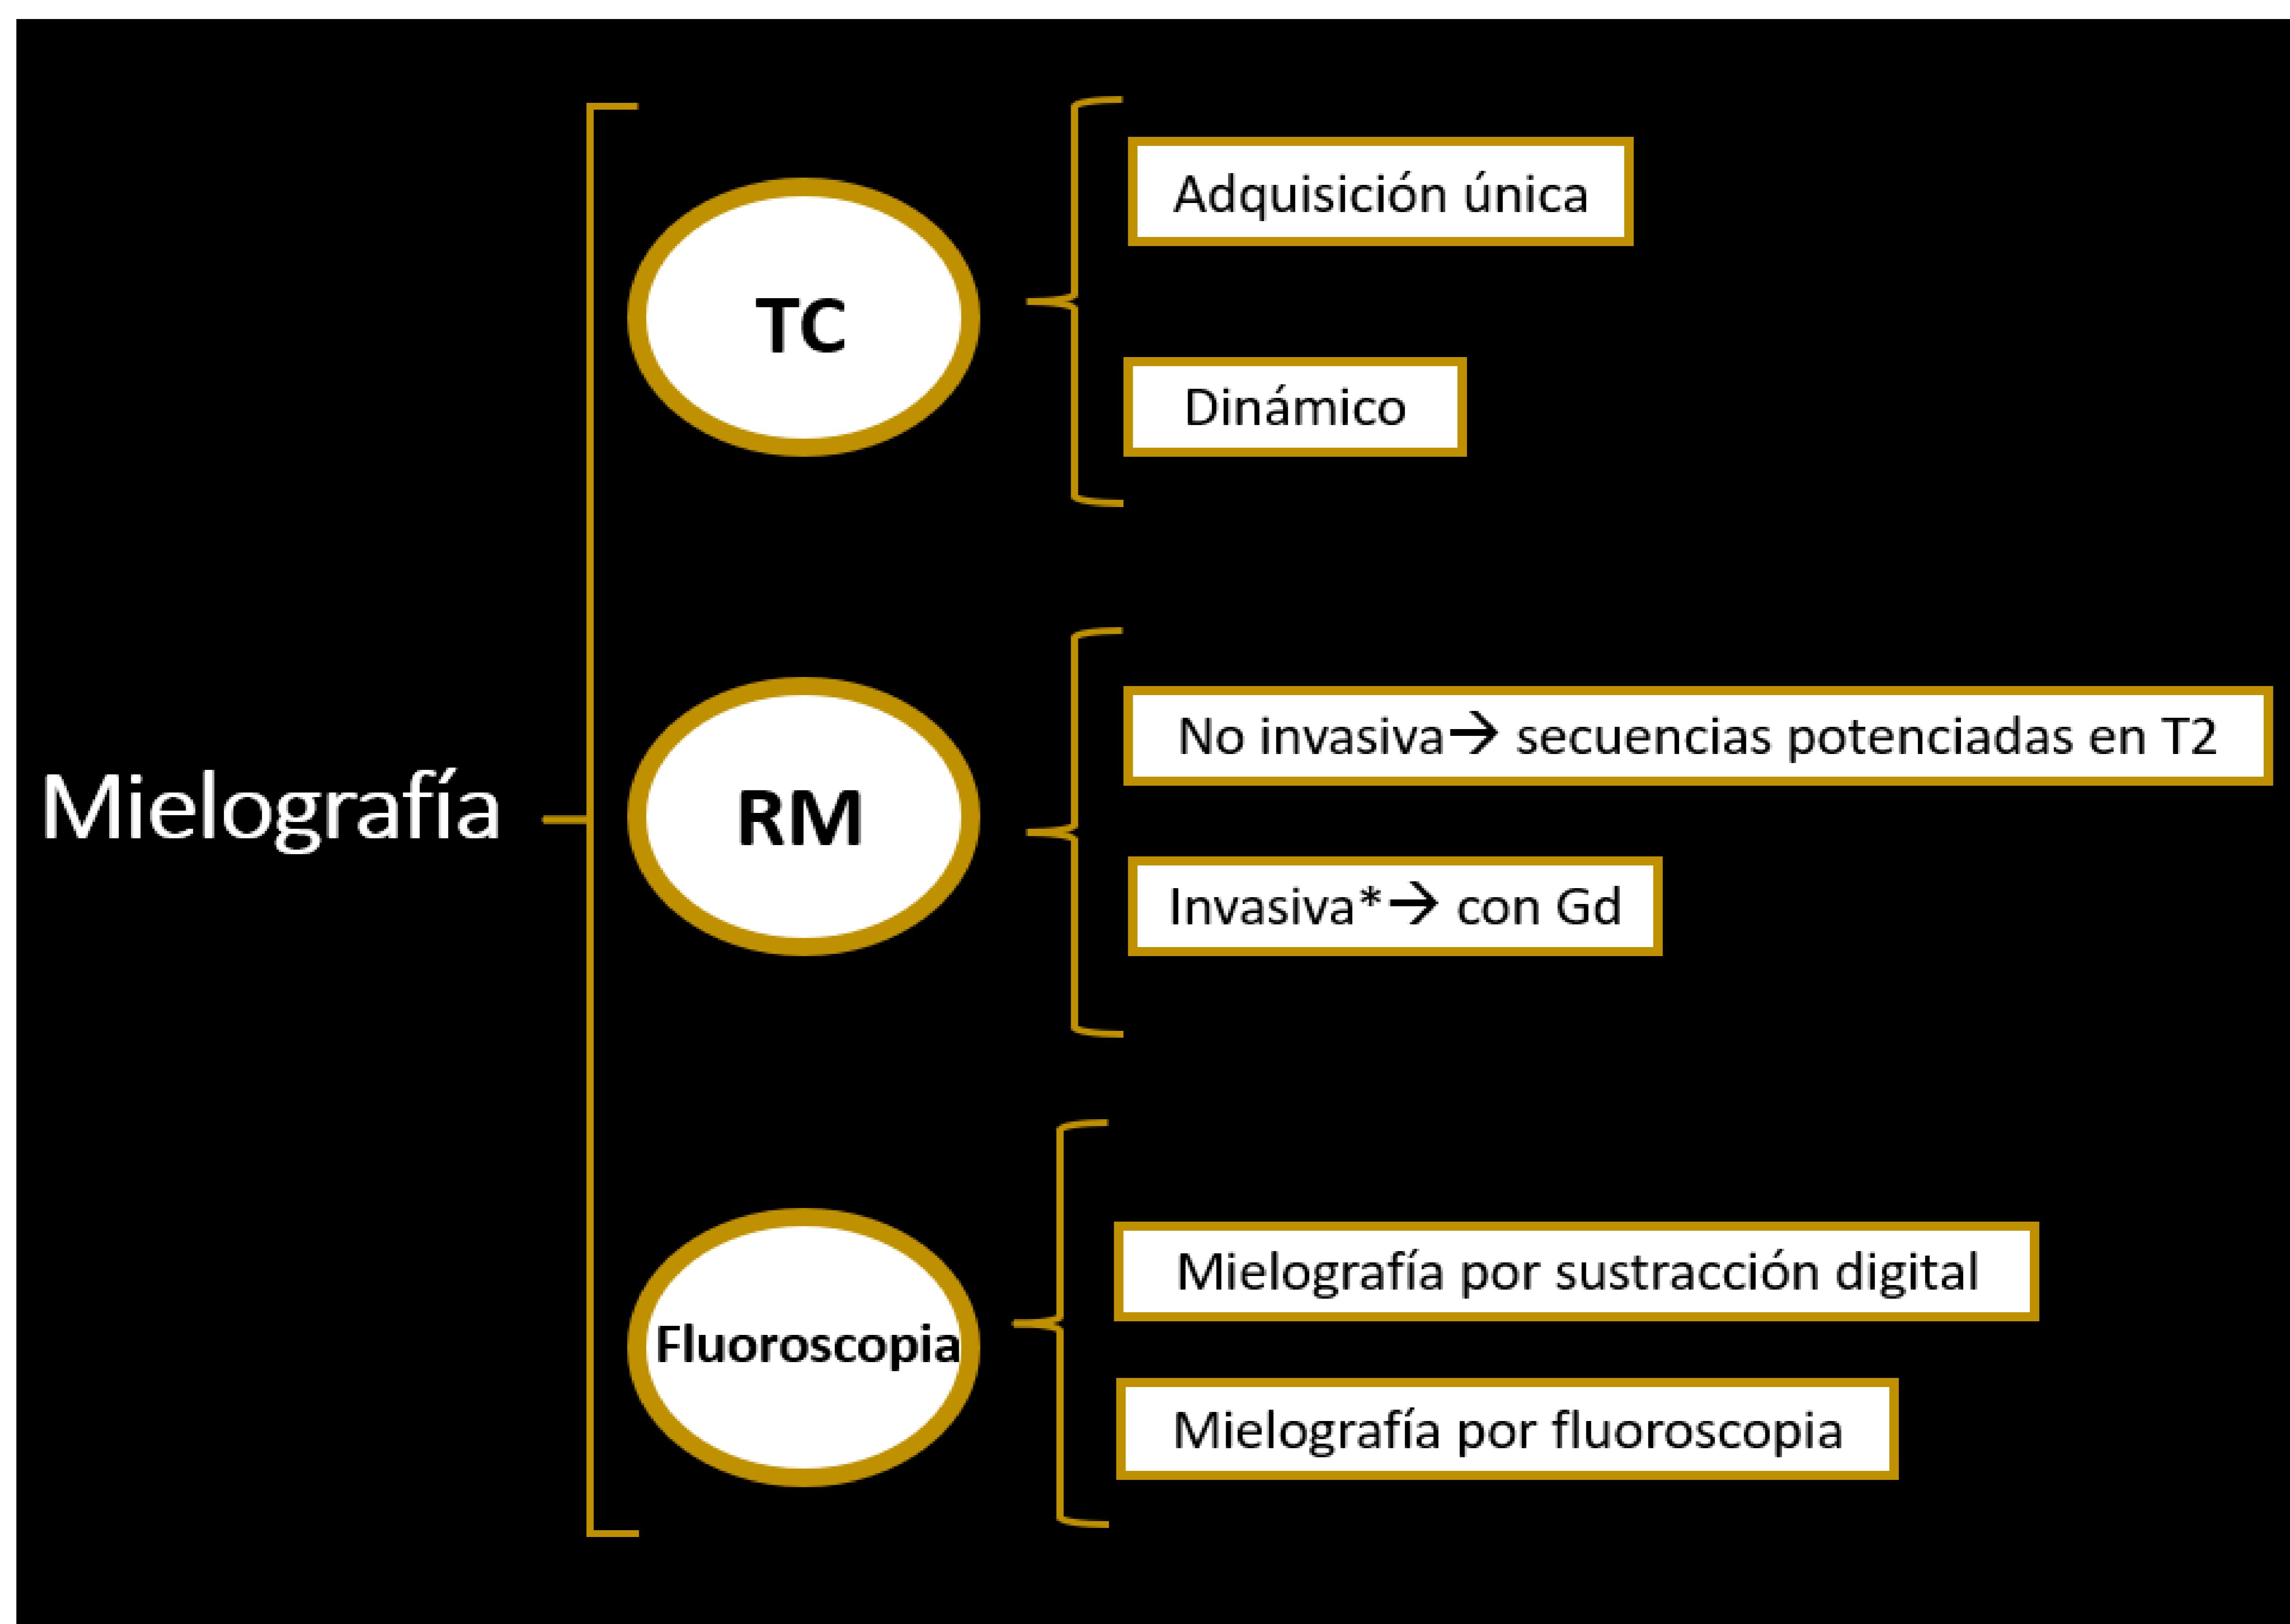 Mielografía
TC
Adquisición única
Dinámico
RM
No invasiva→ secuencias potenciadas en T2
Invasiva*→ con Gd
Fluoroscopia
Mielografía por sustracción digital
Mielografía por fluoroscopia